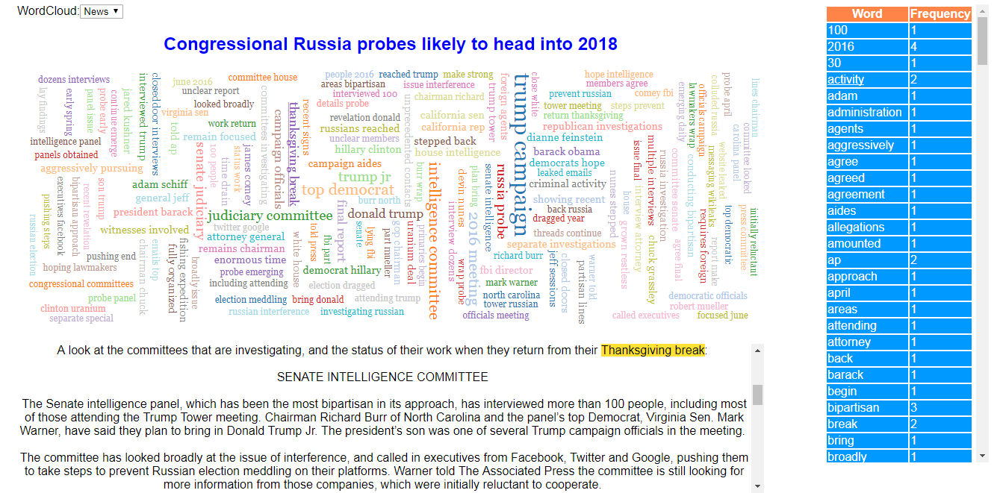 WordCloud: News ▼
Congressional Russia probes likely to head into 2018
dozens interviews
lay findings
early spring
panel issue
probe early
continue emerge
jared kushner
interviewed trump
closed door interviews
june 2016
unclear report
committee house
looked broadly
virginia sen
told ap
work return
remain focused
intelligence panel
panels obtained
aggressively pursuing
committees investigating
campaign officials
thanksgiving break
recent signs
people 2016
reached trump
make strong
areas bipartisan
issue interference
interviewed 100
details probe
chairman richard
revelation donald
russians reached
unclear members
hillary clinton
unprecedented contacts
california sen
california rep
stepped back
house intelligence
trump tower
foreign agents
trump campaign
close white
hope intelligence
members agree
prevent russian
comey fbi
tower meeting
steps prevent
return thanksgiving
republican investigations
dianne feinstein
barack obama
democrats hope
leaked emails
criminal activity
showing recent
back russia
dragged year
threads continue
separate investigations
richard burr
emerging daily
lawmakers wrap
officials campaign
colluded russia
probe april
lines chairman
committee looked
carolina panel
website leaked
messaging wikileaks
conducting bipartisan
committee senate
russia investigation
multiple interviews
issue final
nunes stepped
house
grown restless
interview attorney
chuck grassley
agree final
requires foreign
report make
top democratic
press committee
initially reluctant
senate judiciary
100 people
time drain
status work
james comey
campaign aides
trump jr
top democrat
burr north
judiciary committee
donald trump
adam schiff
general jeff
president barack
witnesses involved
twitter google
attorney general
remains chairman
enormous time
probe emerging
including attending
election meddling
bring donald
russian interference
investigating russian
election dragged
attending trump
democrat hillary
white house
told press
fbi part
final report
senate
lying fbi
part mueller
top chairman
uranium deal
primaries begin
burr wrap
intelligence committee
interview dozens
devin nunes
wrap probe
plan bring
2016 meeting
senate intelligence
russia probe
fbi director
mark warner
north carolina
tower russian
officials meeting
jeff sessions
closed doors
partisan lines
warner told
democratic officials
robert mueller
called executives
focused june
russian election
pushing steps
executives facebook
bipartisan approach
recent revelation
son trump
pushing end
hoping lawmakers
congressional committees
probe panel
clinton uranium
separate special
chairman chuck
emails top
fully organized
fishing expedition
broadly issue
A look at the committees that are investigating, and the status of their work when they return from their Thanksgiving break:
SENATE INTELLIGENCE COMMITTEE
The Senate intelligence panel, which has been the most bipartisan in its approach, has interviewed more than 100 people, including most
of those attending the Trump Tower meeting. Chairman Richard Burr of North Carolina and the panel's top Democrat, Virginia Sen. Mark
Warner, have said they plan to bring in Donald Trump Jr. The president's son was one of several Trump campaign officials in the meeting.
The committee has looked broadly at the issue of interference, and called in executives from Facebook, Twitter and Google, pushing them
to take steps to prevent Russian election meddling on their platforms. Warner told The Associated Press the committee is still looking for
more information from those companies, which were initially reluctant to cooperate.
Word Frequency
100 1
2016 4
30 1
activity 2
adam 1
administration 1
agents 1
aggressively 1
agree 1
agreed 1
agreement 1
aides 1
allegations 1
amounted 1
ap 2
approach 1
april 1
areas 1
attending 1
attorney 1
back 1
barack 1
begin 1
bipartisan 3
break 2
bring 1
broadly 1